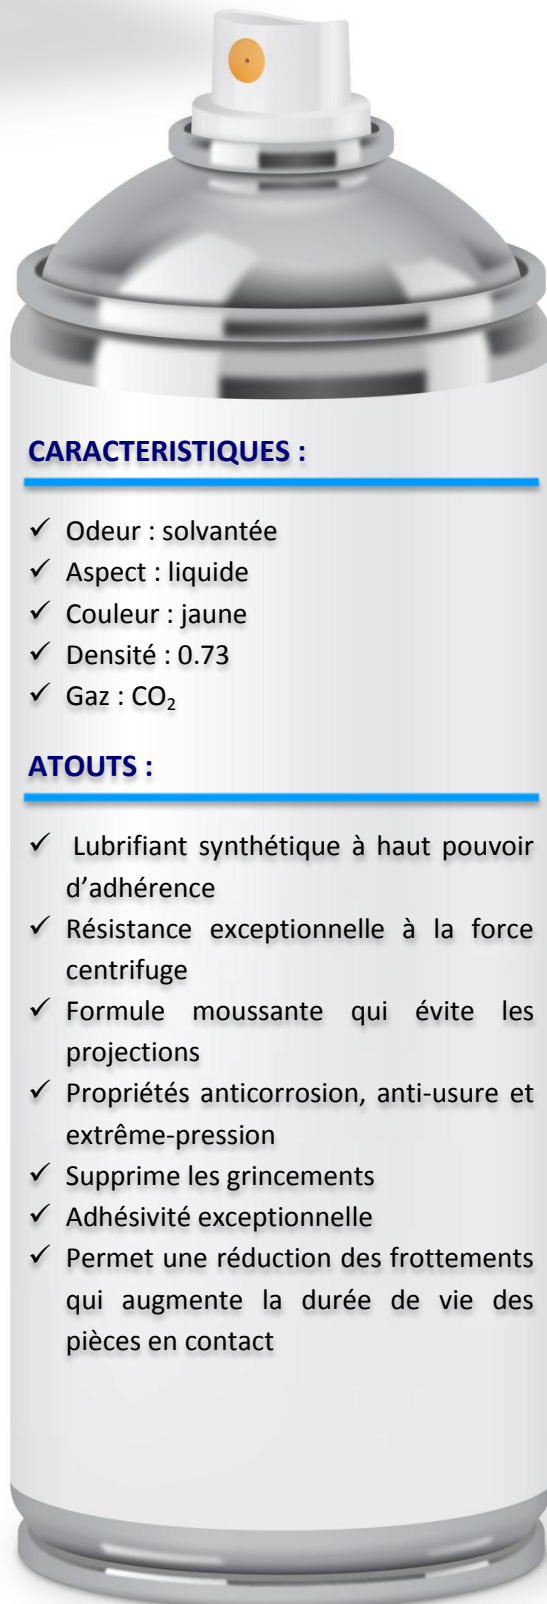 CARACTERISTIQUES :
✓ Odeur : solvantée
✓ Aspect : liquide
✓ Couleur : jaune
✓ Densité : 0.73
✓ Gaz : CO₂
ATOUTS :
✓ Lubrifiant synthétique à haut pouvoir
d’adhérence
✓ Résistance exceptionnelle à la force
centrifuge
✓ Formule moussante qui évite les
projections
✓ Propriétés anticorrosion, anti-usure et
extrême-pression
✓ Supprime les grincements
✓ Adhésivité exceptionnelle
✓ Permet une réduction des frottements
qui augmente la durée de vie des
pièces en contact